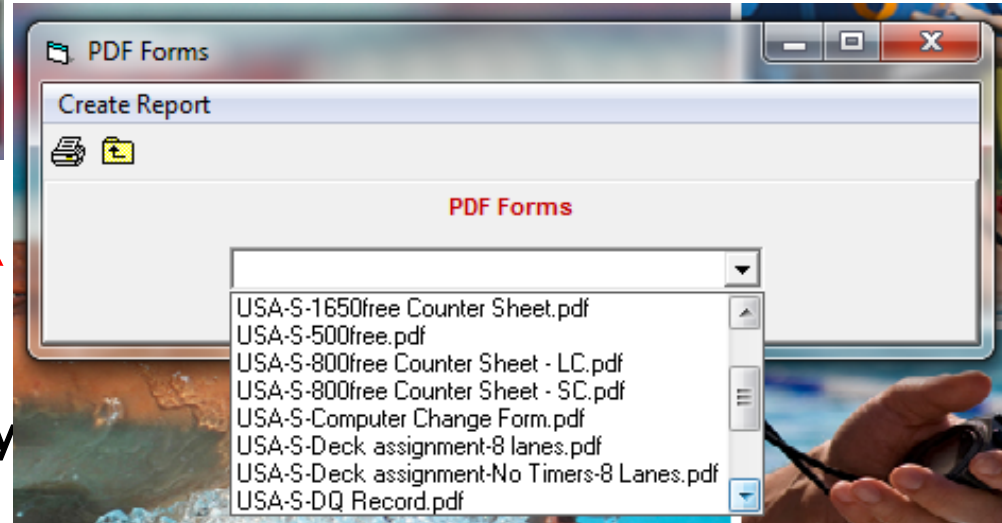 PDF Forms
Create Report
PDF Forms
USA-S-1650free Counter Sheet.pdf
USA-S-500free.pdf
USA-S-800free Counter Sheet - LC.pdf
USA-S-800free Counter Sheet - SC.pdf
USA-S-Computer Change Form.pdf
USA-S-Deck assignment-8 lanes.pdf
USA-S-Deck assignment-No Timers-8 Lanes.pdf
USA-S-DQ Record.pdf
y